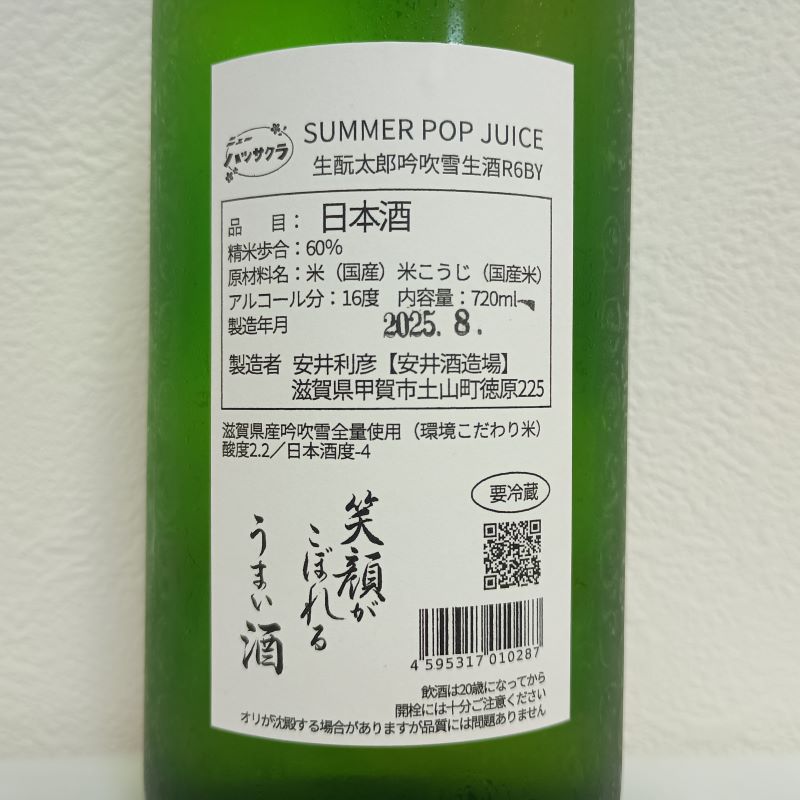 ニュー
ハツサクラ
SUMMER POP JUICE
生酛太郎吟吹雪生酒R6BY
品 目：日本酒
精米歩合：60%
原材料名：米（国産）米こうじ（国産米）
アルコール分：16度 内容量：720ml
製造年月 2025. 8.
製造者 安井利彦【安井酒造場】
滋賀県甲賀市土山町徳原225
滋賀県産吟吹雪全量使用（環境こだわり米）
酸度2.2／日本酒度-4
要冷蔵
笑顔が
こぼれる
うまい酒
4 595317 010287
飲酒は20歳になってから
開栓には十分ご注意ください
オリが沈殿する場合がありますが品質には問題ありません